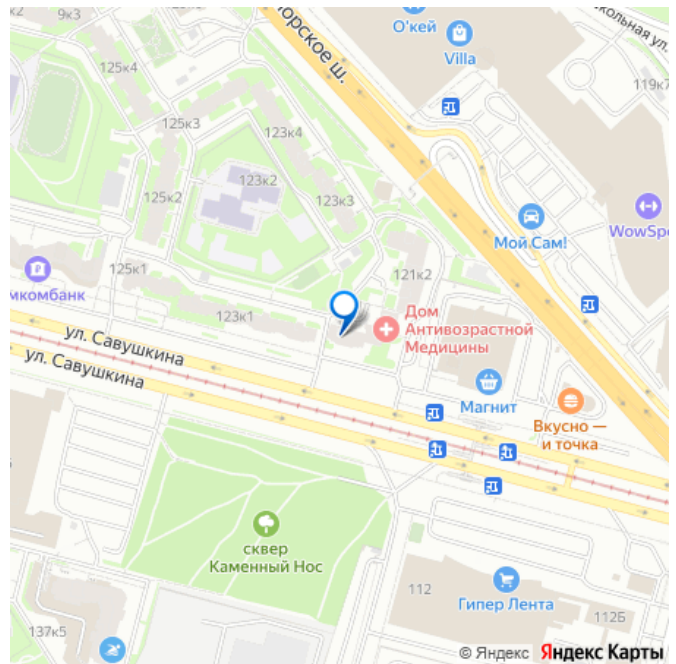 9к3
О'кей
Villa
орское ш.
кольная ул.
125к4
119к7
125к3
123к4
123к2
125к2
123к3
WowSpo
Мой Сам!
125к1
121к2
мкомбанк
123к1
Дом
Антивозрастной
Медицины
ул. Савушкина
ул. Савушкина
Магнит
Вкусно —
и точка
сквер
Каменный Нос
112
Гипер Лента
112Б
137к5
© Яндекс Яндекс Карты